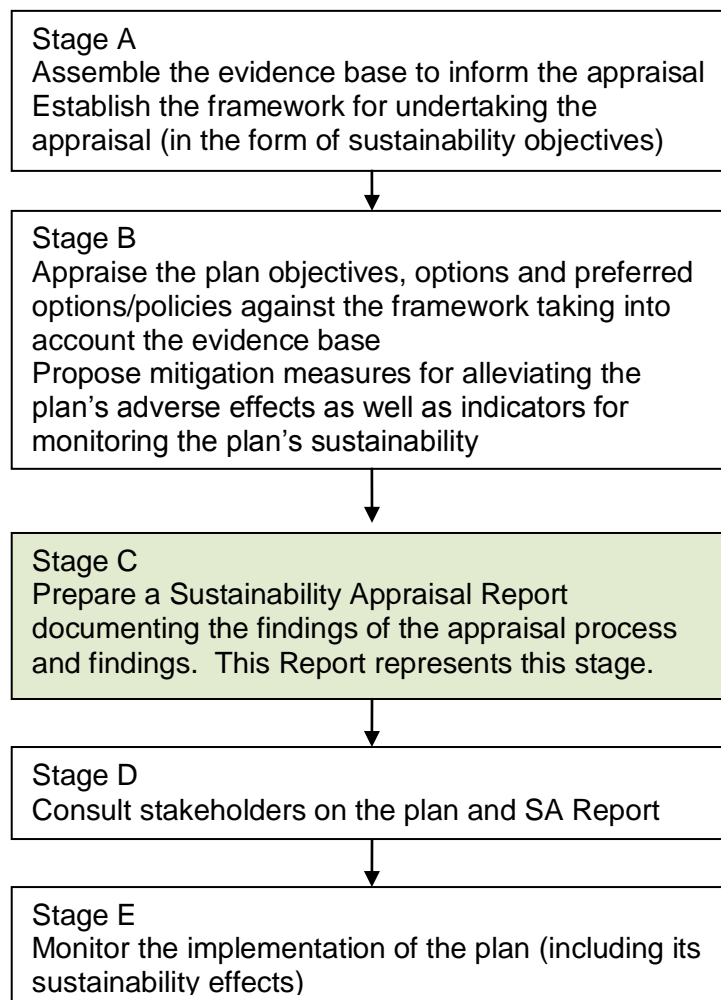 Stage A
Assemble the evidence base to inform the appraisal
Establish the framework for undertaking the
appraisal (in the form of sustainability objectives)
Stage B
Appraise the plan objectives, options and preferred
options/policies against the framework taking into
account the evidence base
Propose mitigation measures for alleviating the
plan’s adverse effects as well as indicators for
monitoring the plan’s sustainability
Stage C
Prepare a Sustainability Appraisal Report
documenting the findings of the appraisal process
and findings.  This Report represents this stage.
Stage D
Consult stakeholders on the plan and SA Report
Stage E
Monitor the implementation of the plan (including its
sustainability effects)